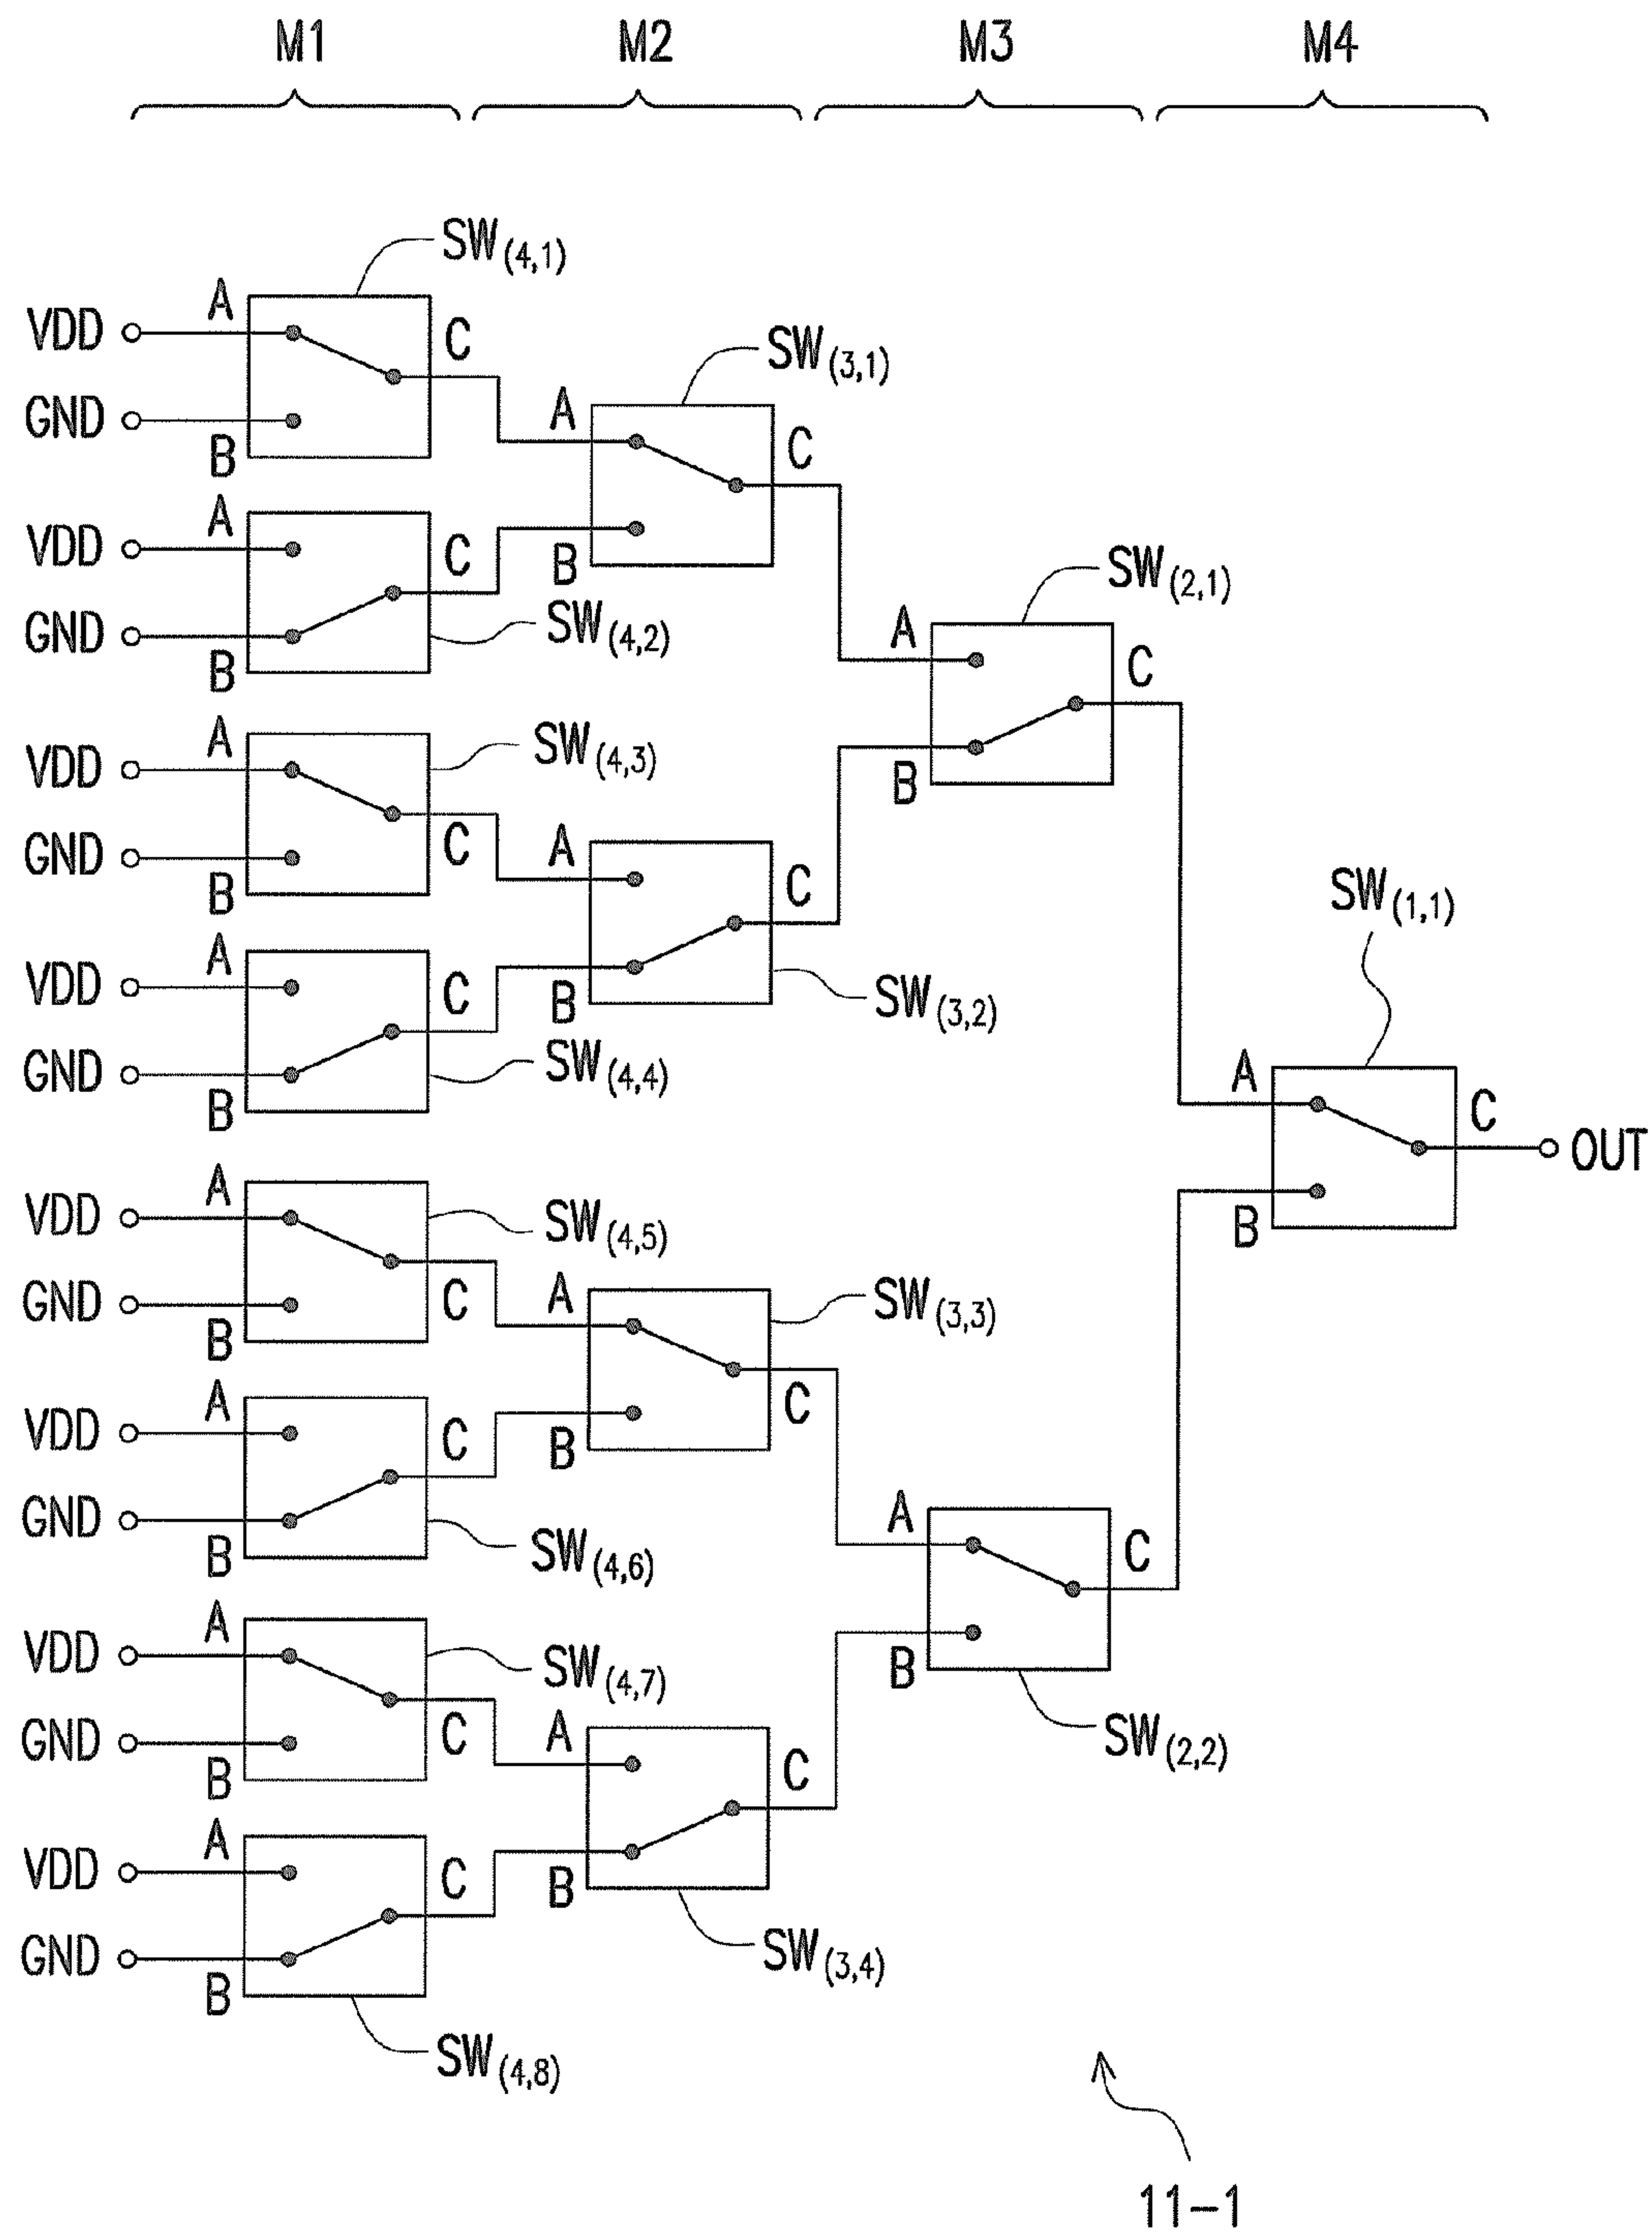 M1 M2 M3 M4
SW(4,1)
A
VDD
C
SW(3,1)
GND
A
B
C
A
VDD
C
B
SW(2,1)
GND
SW(4,2)
A
B
C
A
SW(4,3)
VDD
B
C
A
GND
C
SW(1,1)
B
A
VDD
C
B
SW(3,2)
GND
SW(4,4)
A
B
C
OUT
A
VDD
SW(4,5)
B
GND
C
A
SW(3,3)
B
A
C
VDD
C
B
GND
A
B
SW(4,6)
C
A
VDD
SW(4,7)
B
GND
C
A
SW(2,2)
B
C
A
VDD
C
B
GND
SW(3,4)
B
SW(4,8)
11-1